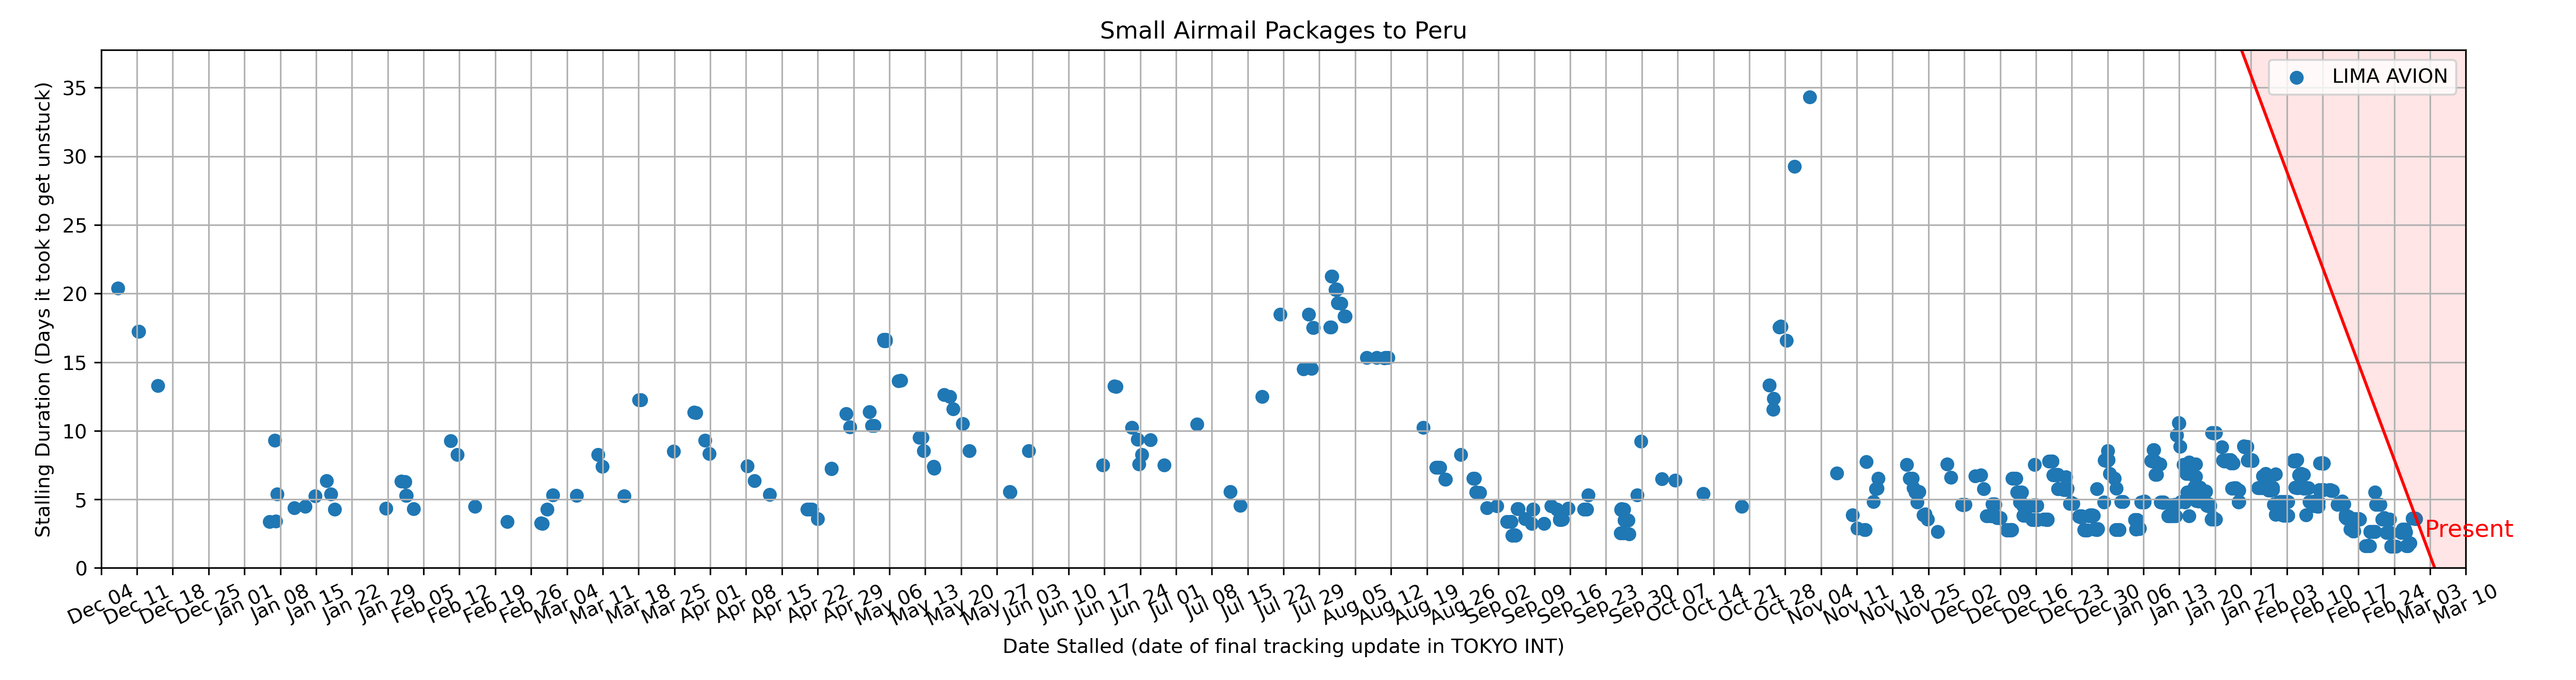 Small Airmail Packages to Peru
LIMA AVION
Stalling Duration (Days it took to get unstuck)
35
30
25
20
15
10
5
0
Present
Dec 04
Dec 11
Dec 18
Dec 25
Jan 01
Jan 08
Jan 15
Jan 22
Jan 29
Feb 05
Feb 12
Feb 19
Feb 26
Mar 04
Mar 11
Mar 18
Mar 25
Apr 01
Apr 08
Apr 15
Apr 22
Apr 29
May 06
May 13
May 20
May 27
Jun 03
Jun 10
Jun 17
Jun 24
Jul 01
Jul 08
Jul 15
Jul 22
Jul 29
Aug 05
Aug 12
Aug 19
Aug 26
Sep 02
Sep 09
Sep 16
Sep 23
Sep 30
Oct 07
Oct 14
Oct 21
Oct 28
Nov 04
Nov 11
Nov 18
Nov 25
Dec 02
Dec 09
Dec 16
Dec 23
Dec 30
Jan 06
Jan 13
Jan 20
Jan 27
Feb 03
Feb 10
Feb 17
Feb 24
Mar 03
Mar 10
Date Stalled (date of final tracking update in TOKYO INT)